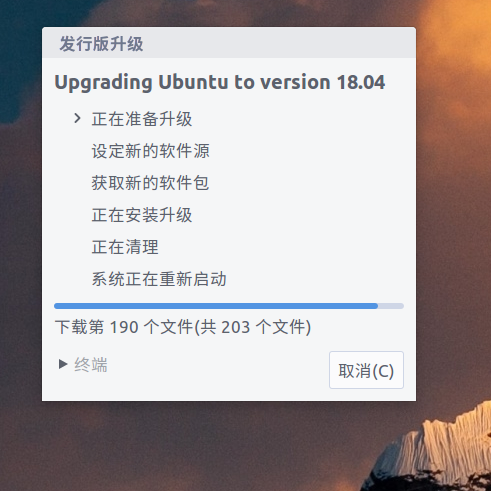 发行版升级
Upgrading Ubuntu to version 18.04
正在准备升级
设定新的软件源
获取新的软件包
正在安装升级
正在清理
系统正在重新启动
下载第 190 个文件(共 203 个文件)
终端
取消(C)